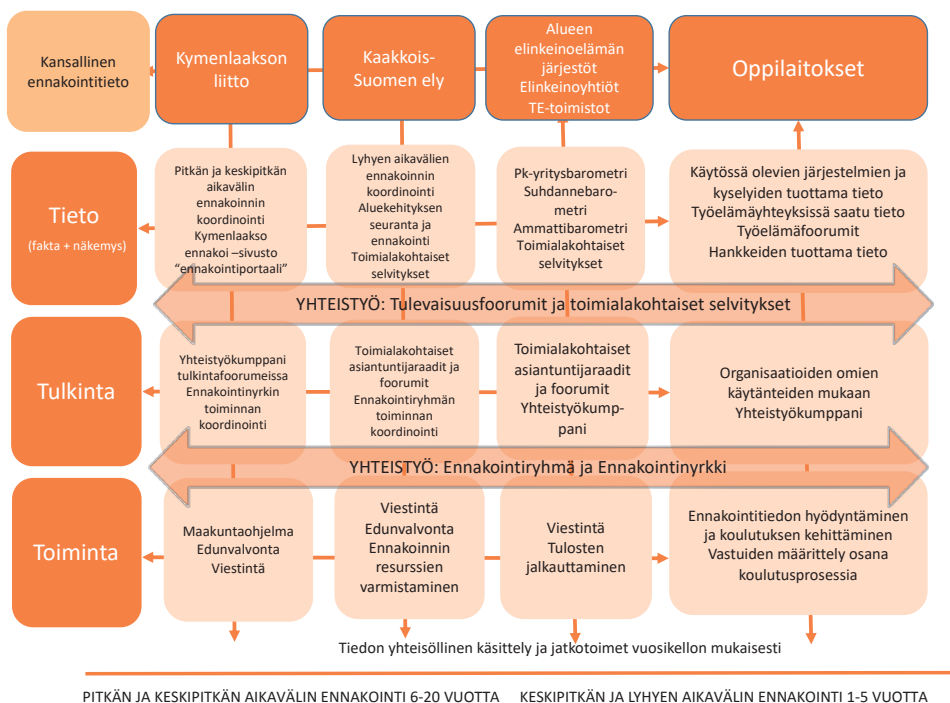 Kansallinen
ennakointitieto
Kymenlaakson
liitto
Kaakkois-
Suomen ely
Alueen
elinkeinoelämän
järjestöt
Elinkeinoyhtiöt
TE-toimistot
Oppilaitokset
Tieto
(fakta + näkemys)
Pitkän ja keskipitkän
aikavälin
ennakoinnin
koordinointi
Kymenlaakso
ennakoi –sivusto
“ennakointiportaali”
Lyhyen aikavälien
ennakoinnin
koordinointi
Aluekehityksen
seuranta ja
ennakointi
Toimialakohtaiset
selvitykset
Pk-yritysbarometri
Suhdannebaro-
metri
Ammattibarometri
Toimialakohtaiset
selvitykset
Käytössä olevien järjestelmien ja
kyselyiden tuottama tieto
Työelämäyhteyksissä saatu tieto
Työelämäfoorumit
Hankkeiden tuottama tieto
YHTEISTYÖ: Tulevaisuusfoorumit ja toimialakohtaiset selvitykset
Tulkinta
Yhteistyökumppani
tulkintafoorumeissa
Ennakointinyrkin
toiminnan
koordinointi
Toimialakohtaiset
asiantuntijaraadit ja
foorumit
Ennakointiryhmän
toiminnan
koordinointi
Toimialakohtaiset
asiantuntijaraadit
ja foorumit
Yhteistyökump-
pani
Organisaatioiden omien
käytänteiden mukaan
Yhteistyökumppani
YHTEISTYÖ: Ennakointiryhmä ja Ennakointinyrkki
Toiminta
Maakuntaohjelma
Edunvalvonta
Viestintä
Viestintä
Edunvalvonta
Ennakoinnin
resurssien
varmistaminen
Viestintä
Tulosten
jalkauttaminen
Ennakointitiedon hyödyntäminen
ja koulutuksen kehittäminen
Vastuiden määrittely osana
koulutusprosessia
Tiedon yhteisöllinen käsittely ja jatkotoimet vuosikellon mukaisesti
PITKÄN JA KESKIPITKÄN AIKAVÄLIN ENNAKOINTI 6-20 VUOTTA KESKIPITKÄN JA LYHYEN AIKAVÄLIN ENNAKOINTI 1-5 VUOTTA